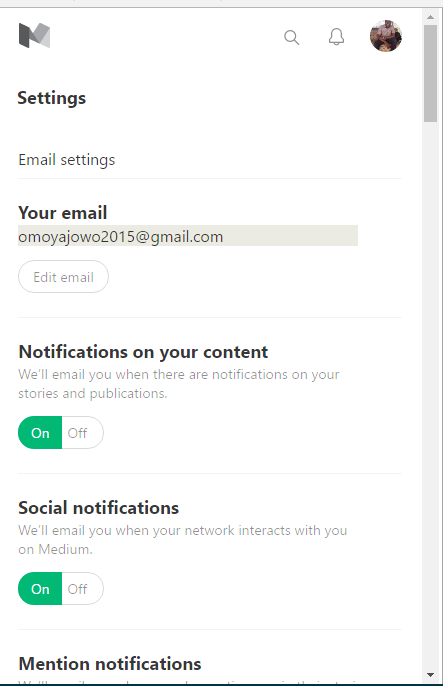 Settings
Email settings
Your email
omoyajowo2015@gmail.com
Edit email
Notifications on your content
We'll email you when there are notifications on your
stories and publications.
On Off
Social notifications
We'll email you when your network interacts with you
on Medium.
On Off
Mention notifications